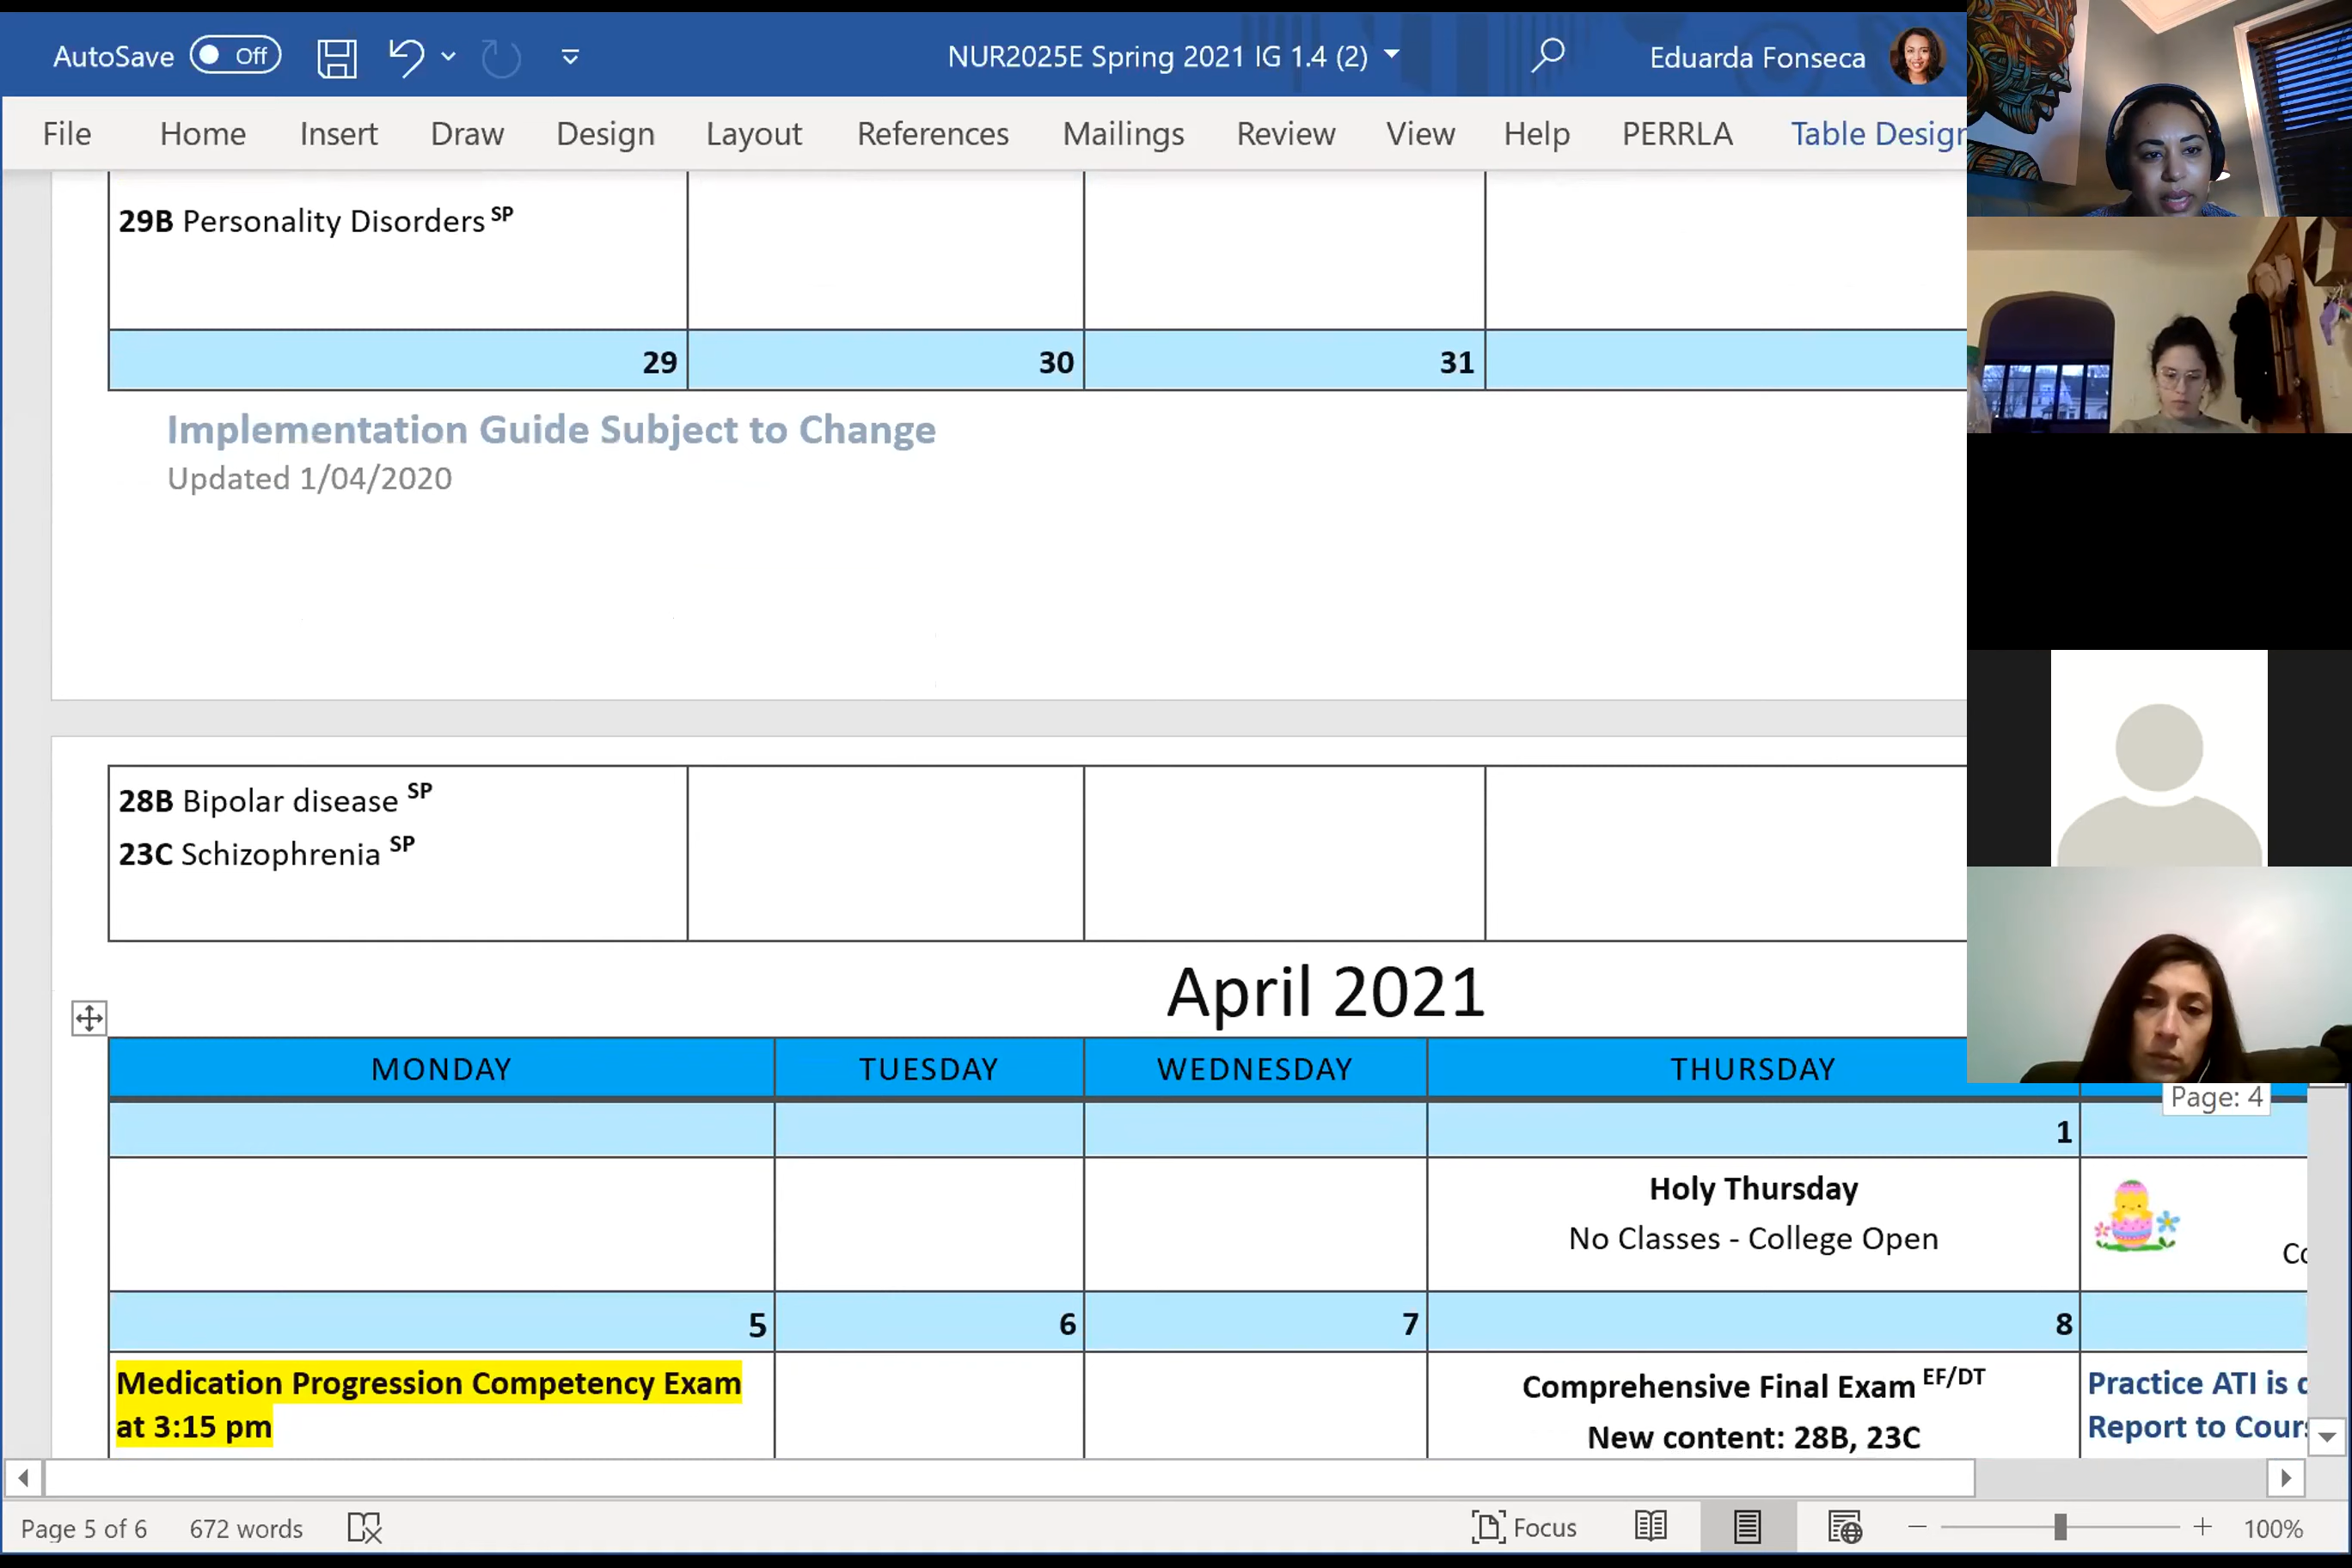 AutoSave Off NUR2025E Spring 2021 IG 1.4 (2) Eduarda Fonseca
File Home Insert Draw Design Layout References Mailings Review View Help PERRLA Table Design
29B Personality Disorders SP
29 30 31
Implementation Guide Subject to Change
Updated 1/04/2020
28B Bipolar disease SP
23C Schizophrenia SP
April 2021
MONDAY TUESDAY WEDNESDAY THURSDAY
Page: 4
1
Holy Thursday
No Classes - College Open
5 6 7 8
Medication Progression Competency Exam
at 3:15 pm
Comprehensive Final Exam EF/DT
New content: 28B, 23C
Practice ATI is
Report to
Page 5 of 6 672 words Focus 100%